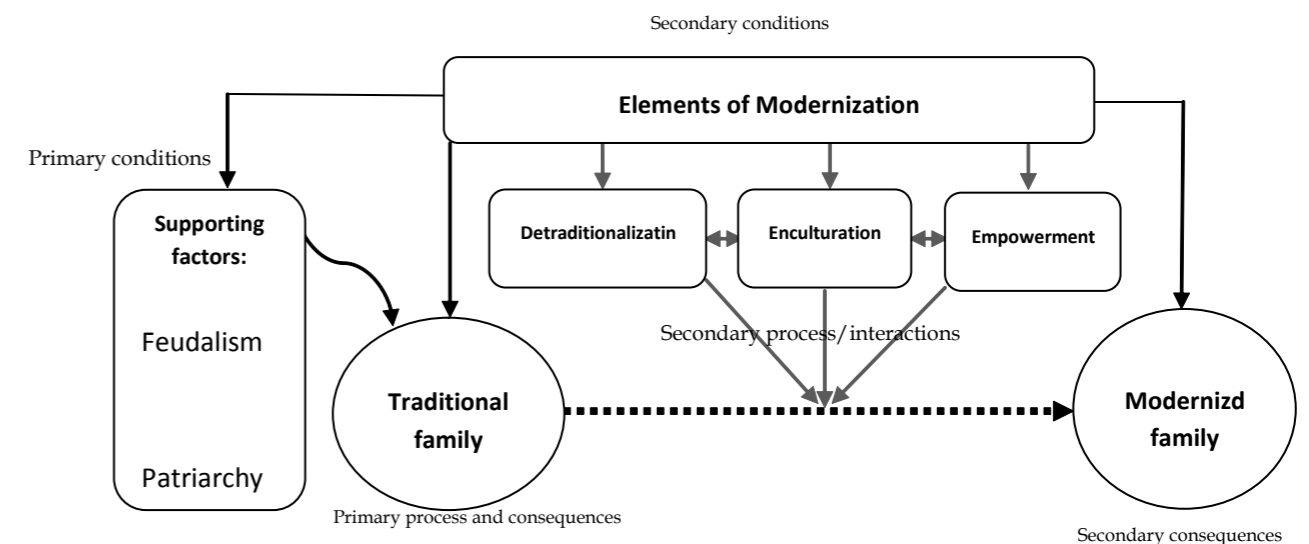 Secondary conditions
Elements of Modernization
Primary conditions
Supporting
factors:
Feudalism
Patriarchy
Detraditionalizatin
Enculturation
Empowerment
Secondary process/interactions
Traditional
family
Modernizd
family
Primary process and consequences
Secondary consequences